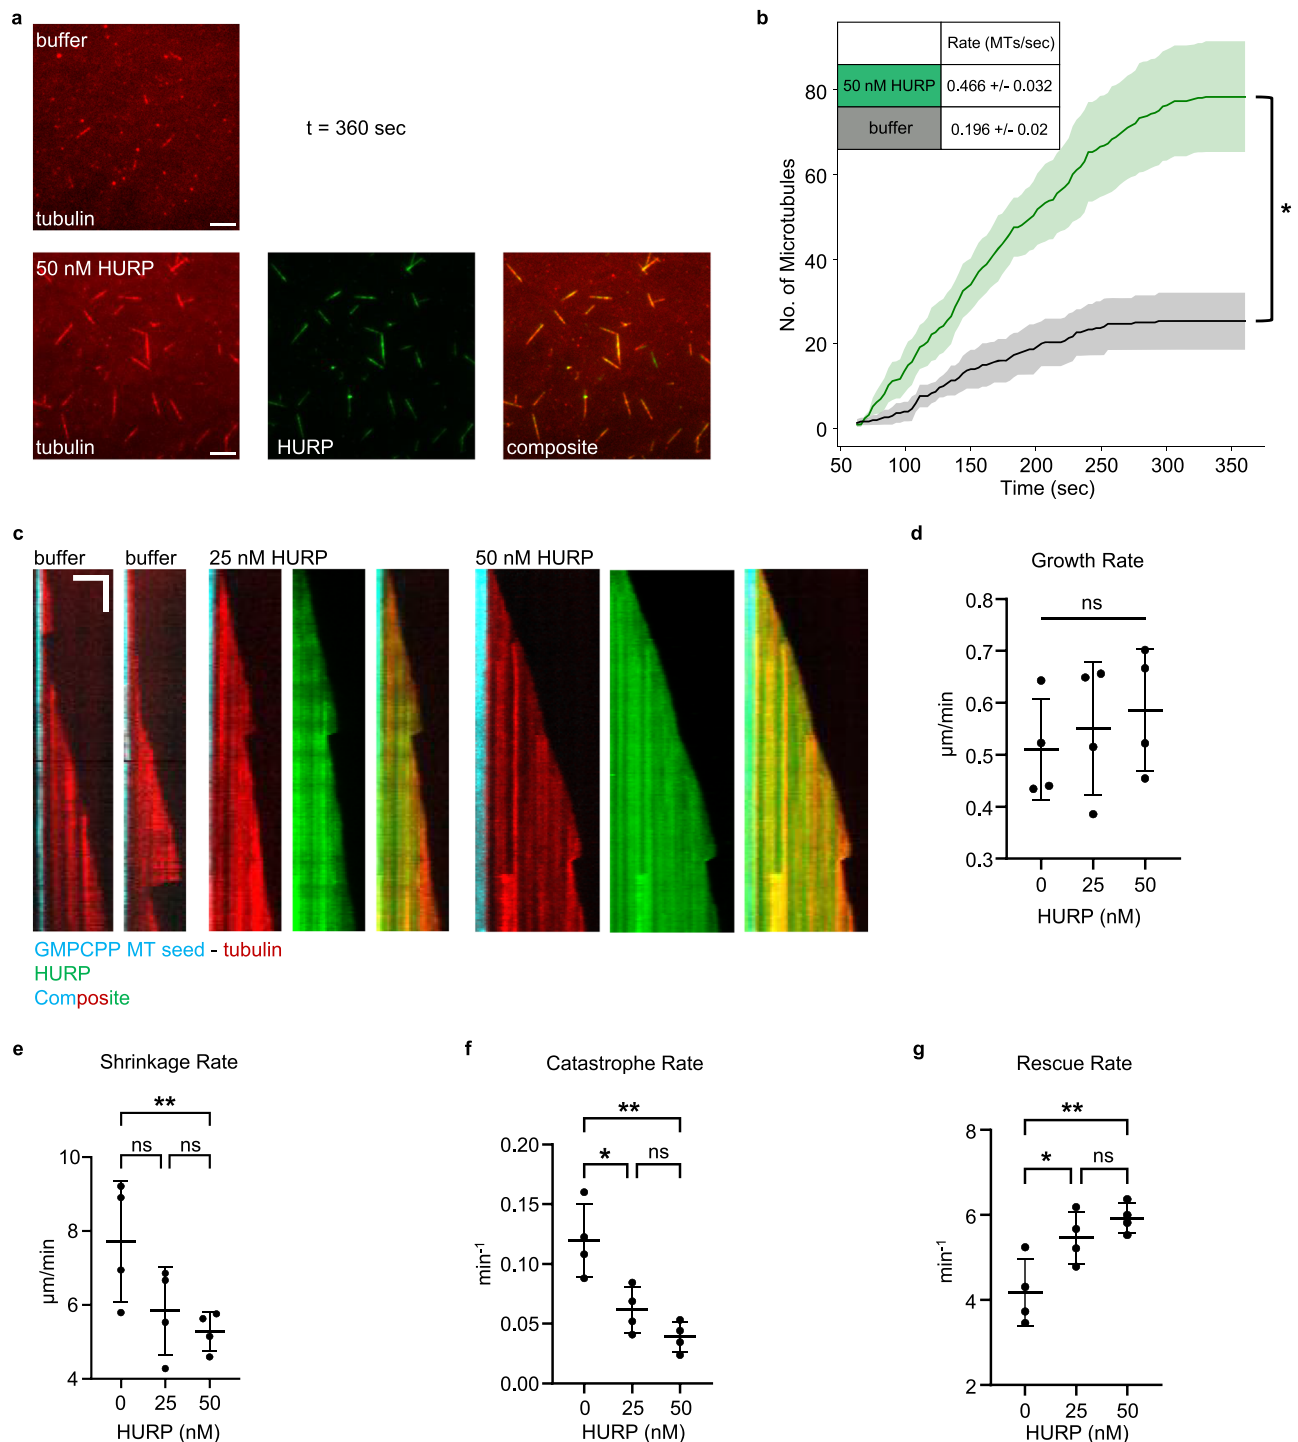 a
buffer
tubulin
t = 360 sec
50 nM HURP
tubulin
HURP
composite
b
Rate (MTs/sec)
50 nM HURP 0.466 +/- 0.032
buffer 0.196 +/- 0.02
No. of Microtubules
80
60
40
20
0
50 100 150 200 250 300 350
Time (sec)
*
c
buffer buffer 25 nM HURP 50 nM HURP
GMPCPP MT seed - tubulin
HURP
Composite
d
Growth Rate
ns
µm/min
0.8
0.7
0.6
0.5
0.4
0.3
0 25 50
HURP (nM)
e
Shrinkage Rate
**
ns ns
µm/min
10
8
6
4
0 25 50
HURP (nM)
f
Catastrophe Rate
**
* ns
min⁻¹
0.20
0.15
0.10
0.05
0.00
0 25 50
HURP (nM)
g
Rescue Rate
**
* ns
min⁻¹
8
6
4
2
0 25 50
HURP (nM)